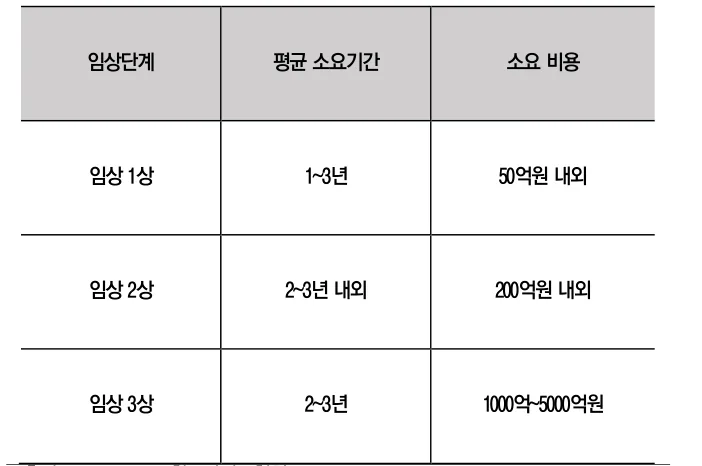 임상단계 평균 소요기간 소요 비용
임상 1상 1~3년 50억원 내외
임상 2상 2~3년 내외 200억원 내외
임상 3상 2~3년 1000억~5000억원